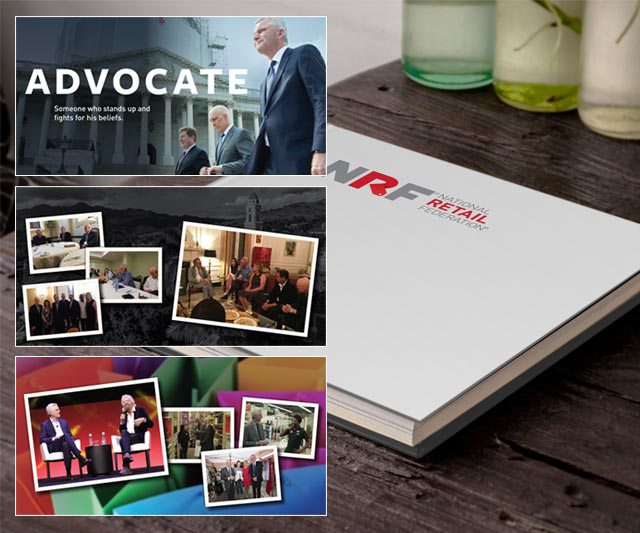 ADVOCATE
Someone who stands up and
fights for his beliefs.
NRF
NATIONAL
RETAIL
FEDERATION®